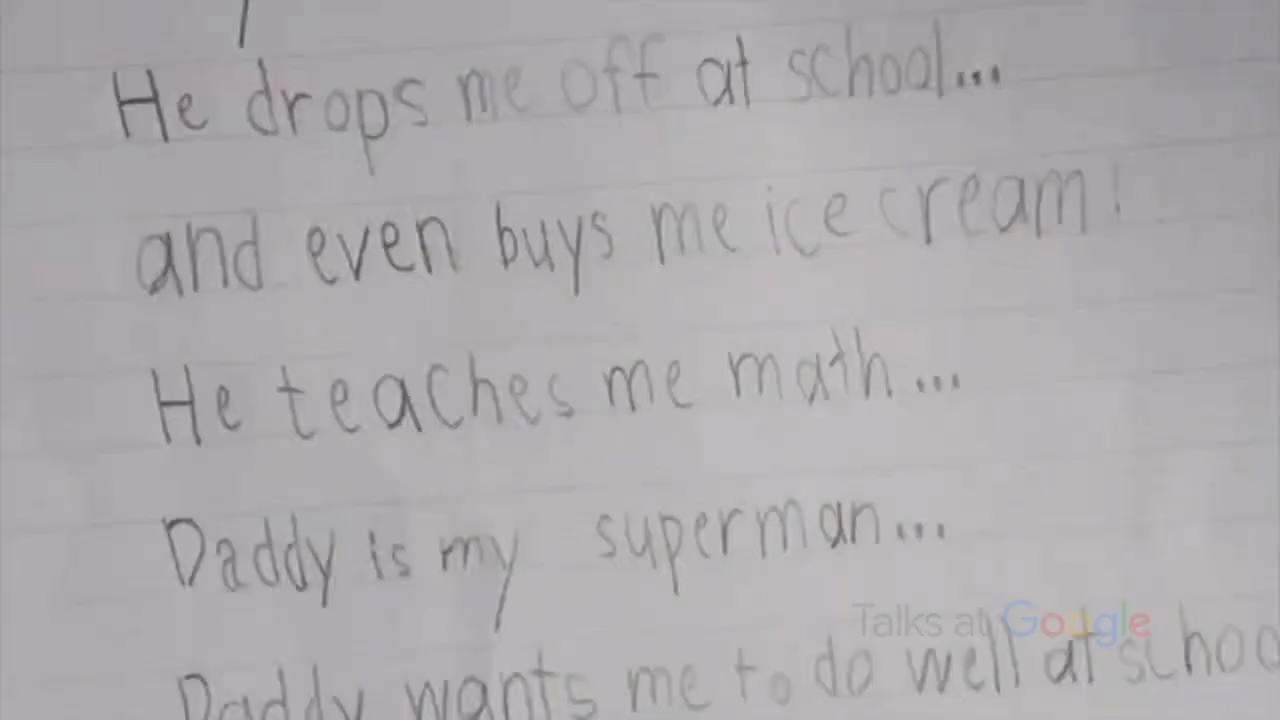 He drops me off at school...
and even buys me ice cream!
He teaches me math...
Daddy is my superman...
Talks at Google
Daddy wants me to do well at schoo